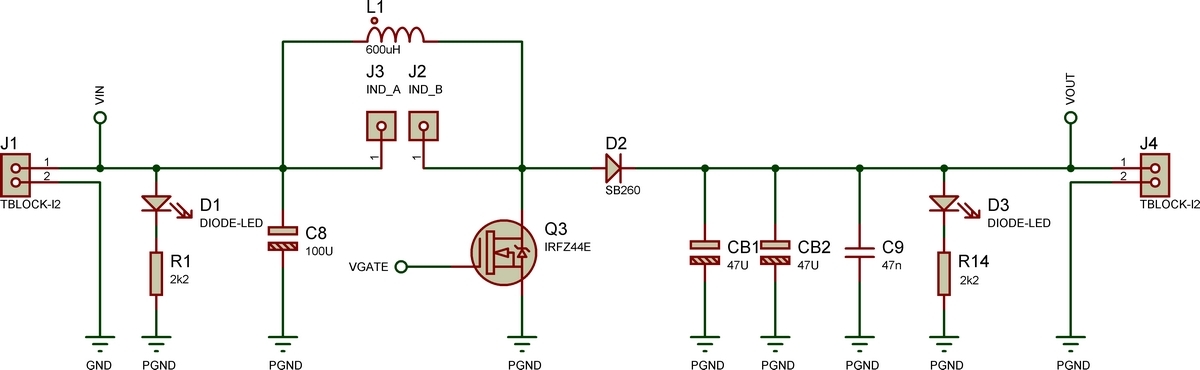 L1
600uH
J3
J2
IND_A
IND_B
1
1
VIN
VOUT
J1
1
2
TBLOCK-I2
D1
DIODE-LED
R1
2k2
C8
100U
Q3
IRFZ44E
VGATE
D2
SB260
CB1
47U
CB2
47U
C9
47n
D3
DIODE-LED
R14
2k2
J4
1
2
TBLOCK-I2
GND
PGND
PGND
PGND
PGND
PGND
PGND
PGND
PGND